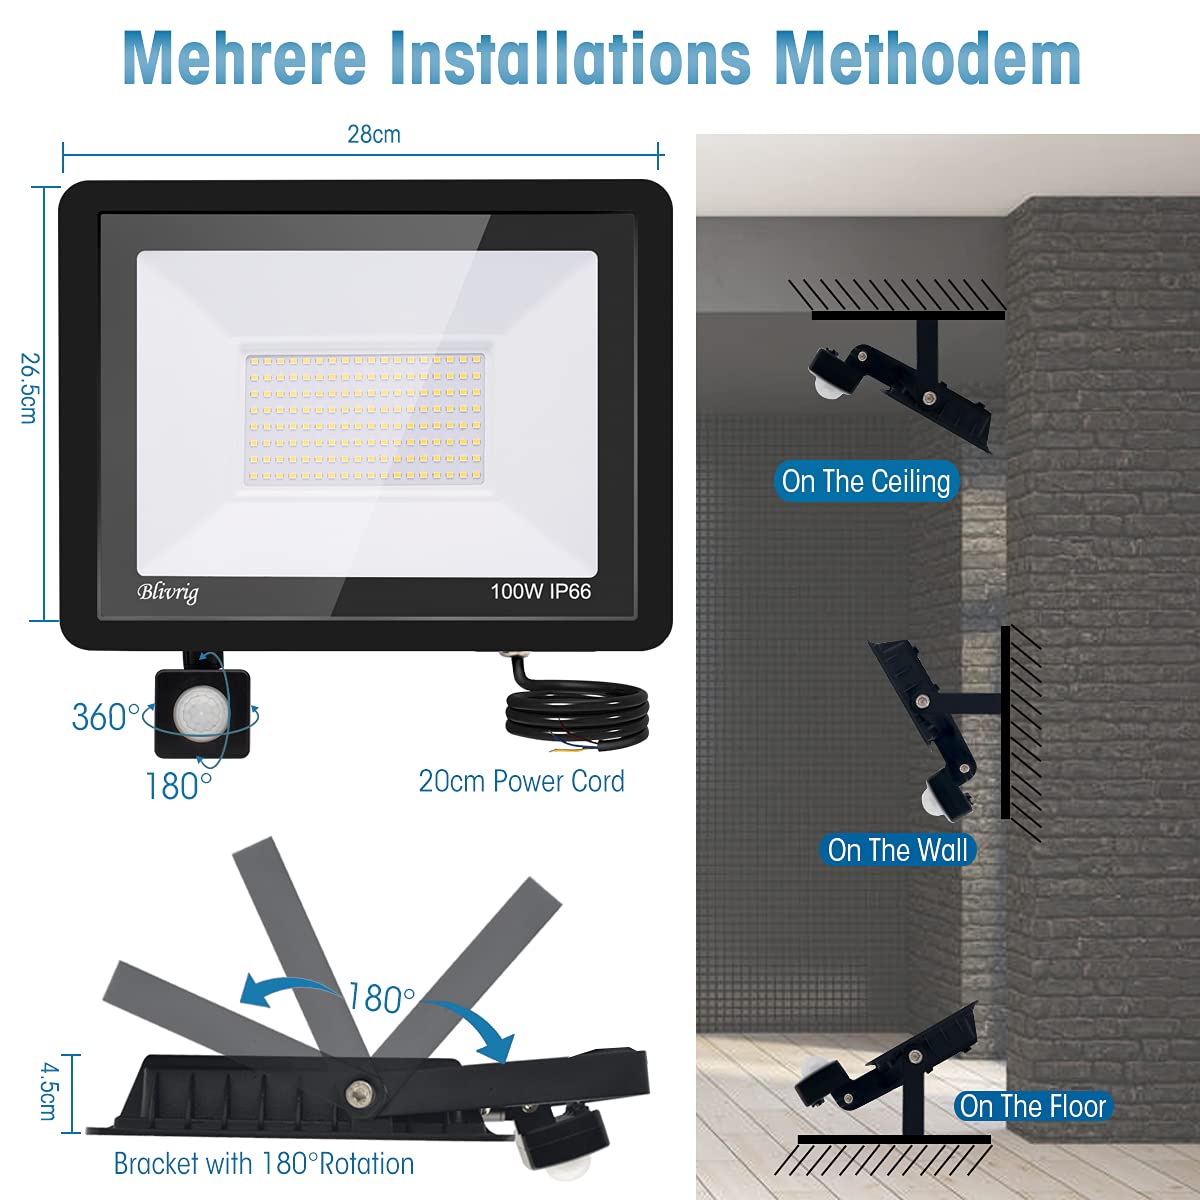 Mehrere Installations Methodem
28cm
26.5cm
Blivrig
100W IP66
360°
180°
20cm Power Cord
180°
4.5cm
Bracket with 180°Rotation
On The Ceiling
On The Wall
On The Floor